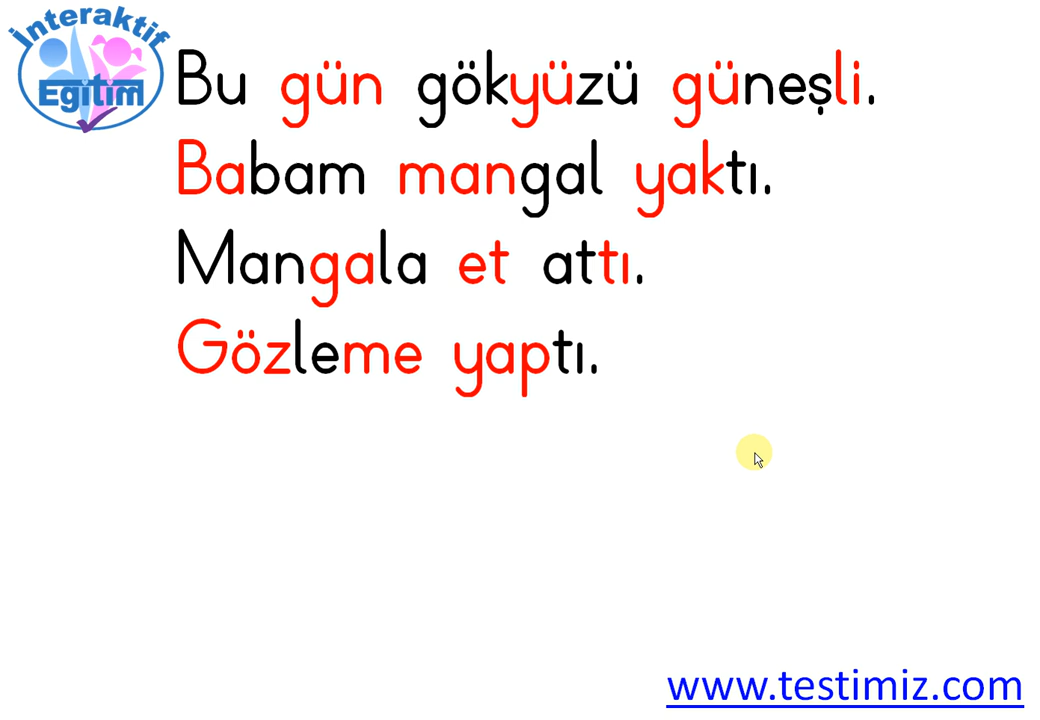 İnteraktif
Eğitim
Bu gün gökyüzü güneşli.
Babam mangal yaktı.
Mangala et attı.
Gözleme yaptı.
www.testimiz.com